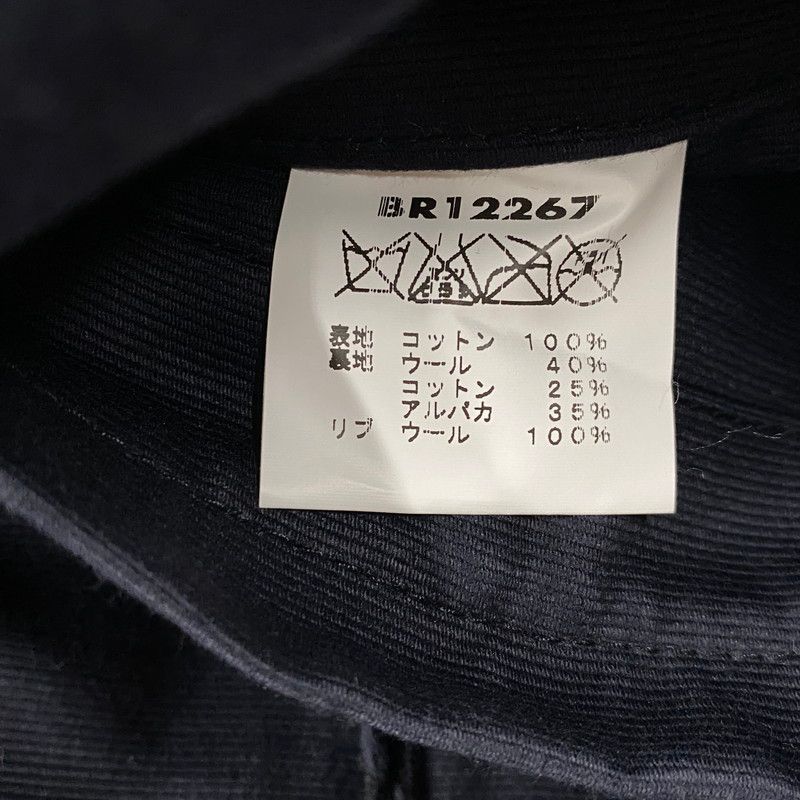 BR12267
表地 コットン 100%
裏地 ウール 40%
コットン 25%
アルパカ 35%
リブ ウール 100%